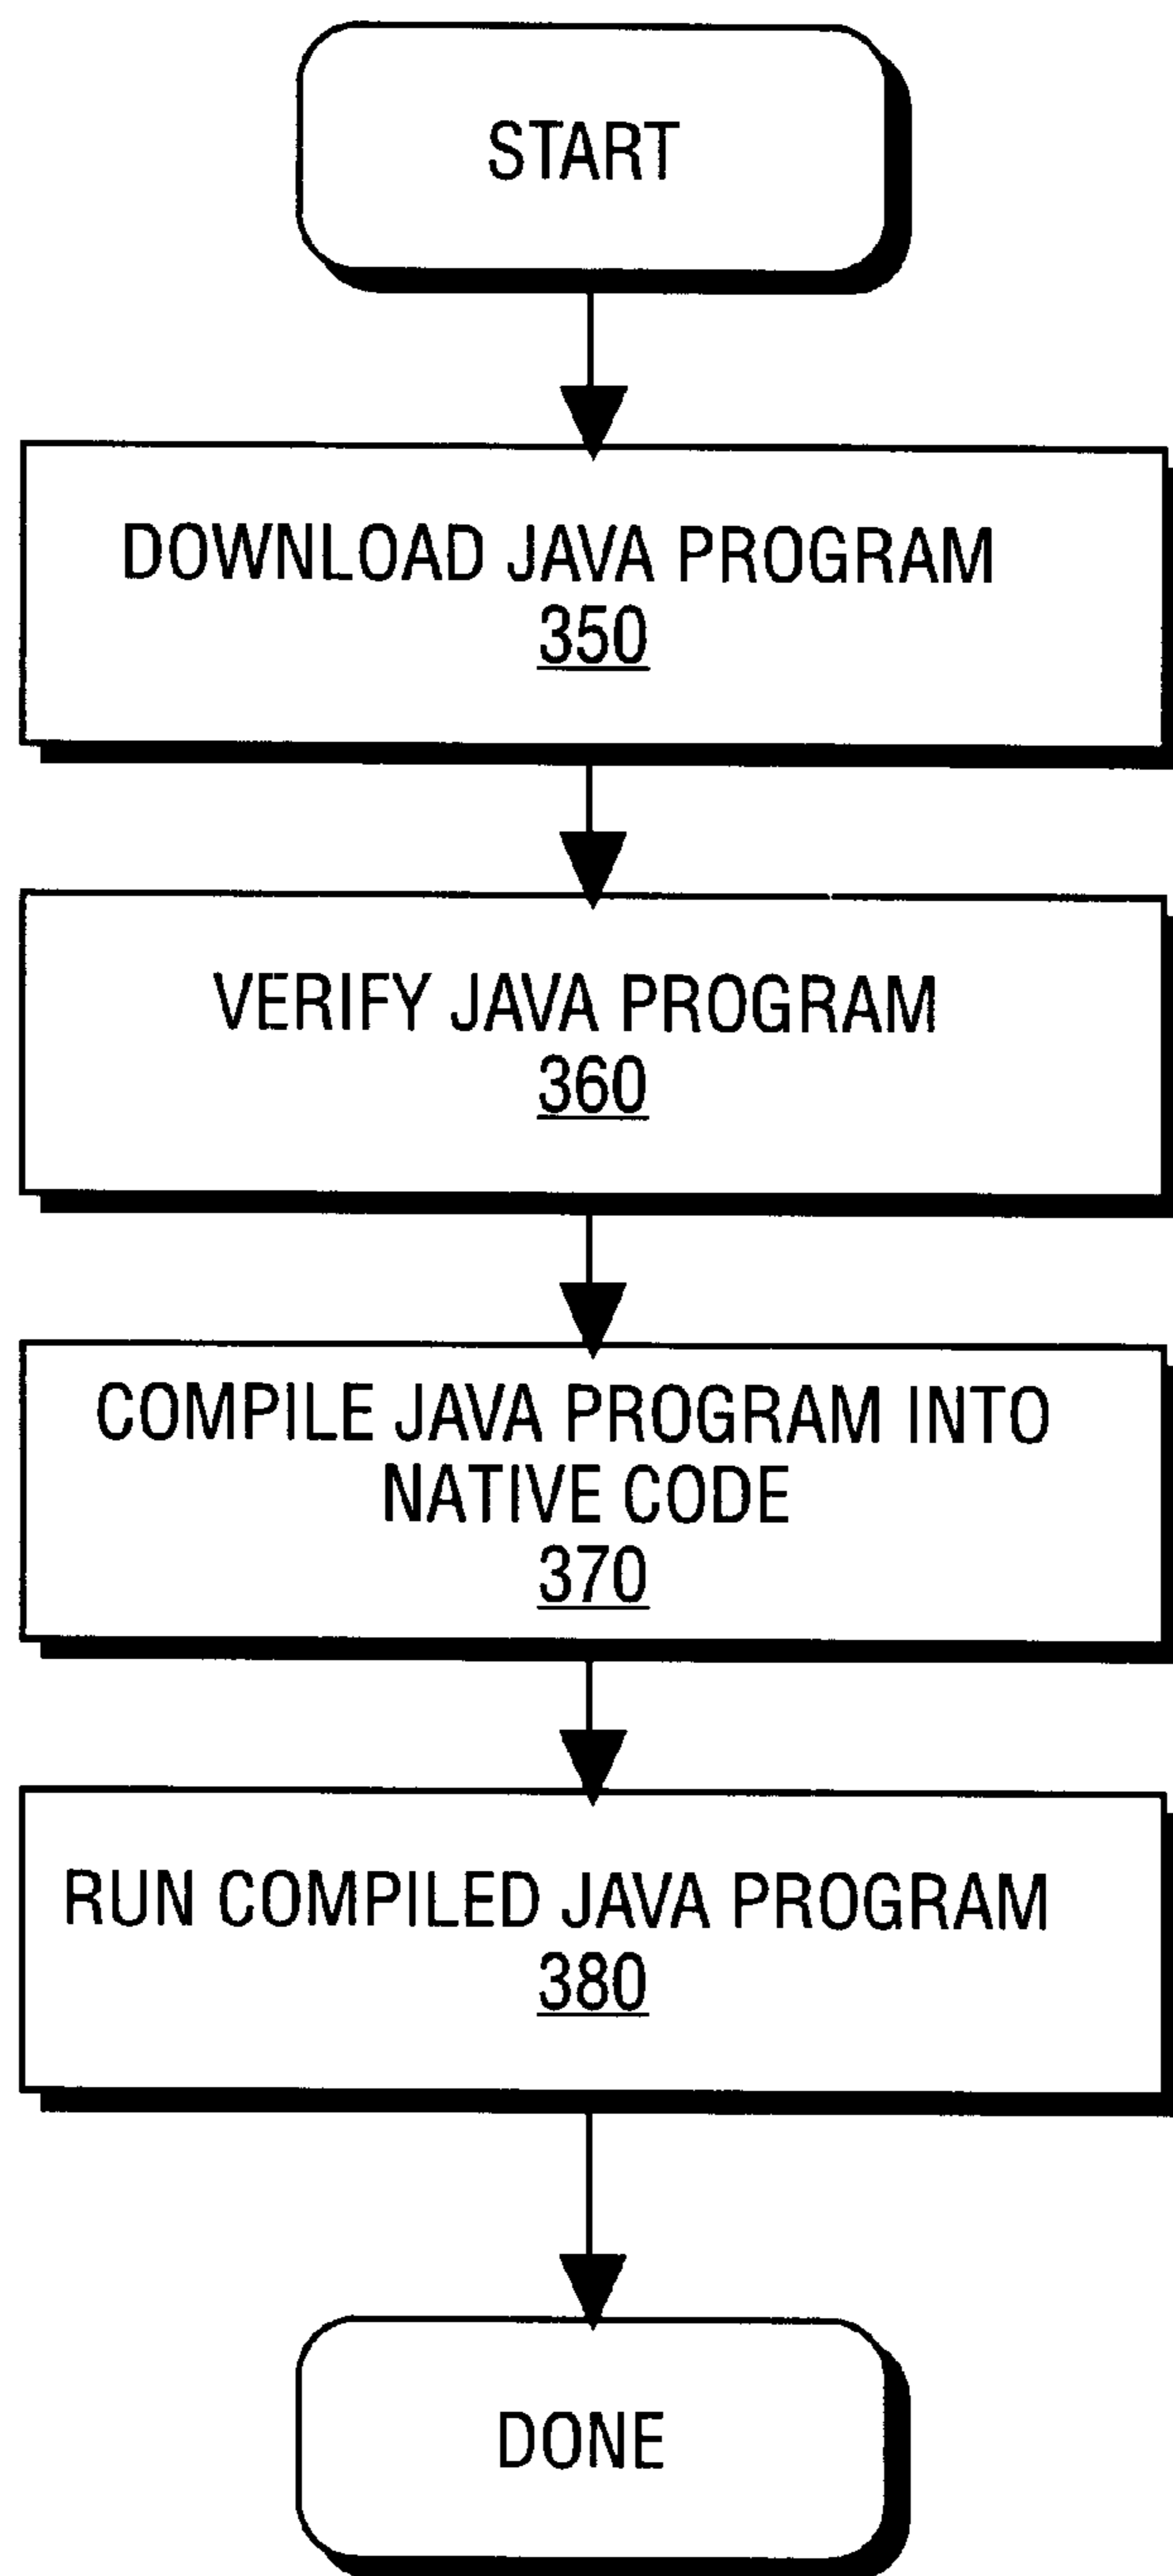 START
DOWNLOAD JAVA PROGRAM
350
VERIFY JAVA PROGRAM
360
COMPILE JAVA PROGRAM INTO
NATIVE CODE
370
RUN COMPILED JAVA PROGRAM
380
DONE